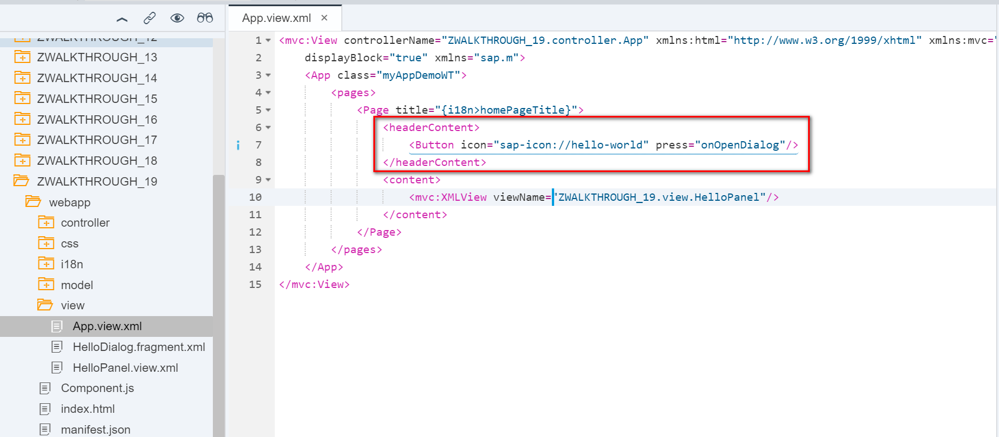 ZWALKTHROUGH_12
ZWALKTHROUGH_13
ZWALKTHROUGH_14
ZWALKTHROUGH_15
ZWALKTHROUGH_16
ZWALKTHROUGH_17
ZWALKTHROUGH_18
ZWALKTHROUGH_19
webapp
controller
css
i18n
model
view
App.view.xml
HelloDialog.fragment.xml
HelloPanel.view.xml
Component.js
index.html
manifest.json
App.view.xml ×
1 <mvc:View controllerName="ZWALKTHROUGH_19.controller.App" xmlns:html="http://www.w3.org/1999/xhtml" xmlns:mvc="
2 displayBlock="true" xmlns="sap.m">
3 <App class="myAppDemoWT">
4 <pages>
5 <Page title="{i18n>homePageTitle}">
6 <headerContent>
i 7 <Button icon="sap-icon://hello-world" press="onOpenDialog"/>
8 </headerContent>
9 <content>
10 <mvc:XMLView viewName="ZWALKTHROUGH_19.view.HelloPanel"/>
11 </content>
12 </Page>
13 </pages>
14 </App>
15 </mvc:View>